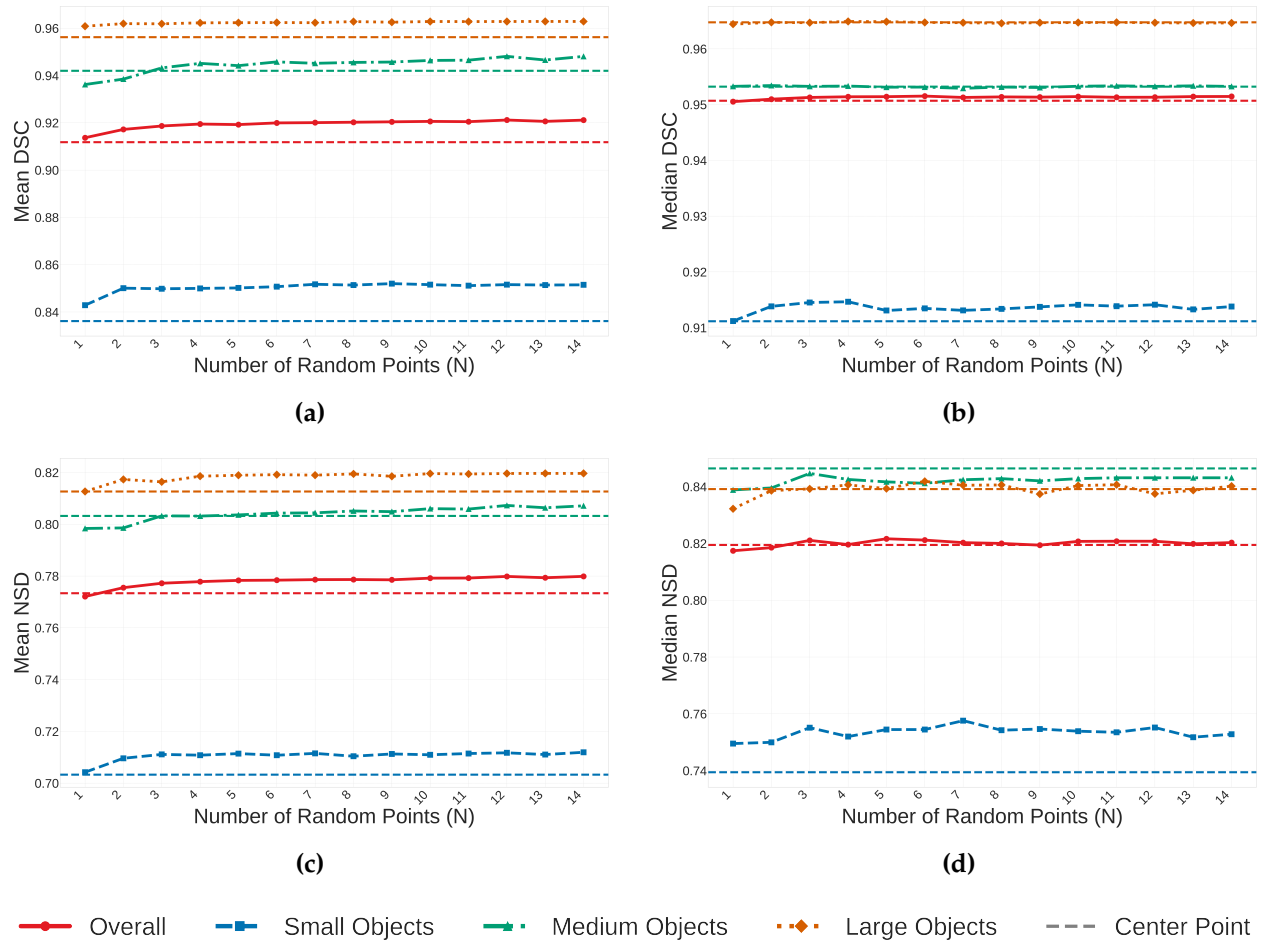 0.96
0.94
0.92
0.90
0.88
0.86
0.84
Mean DSC
1 2 3 4 5 6 7 8 9 10 11 12 13 14
Number of Random Points (N)
(a)
0.96
0.95
0.94
0.93
0.92
0.91
Median DSC
1 2 3 4 5 6 7 8 9 10 11 12 13 14
Number of Random Points (N)
(b)
0.82
0.80
0.78
0.76
0.74
0.72
0.70
Mean NSD
1 2 3 4 5 6 7 8 9 10 11 12 13 14
Number of Random Points (N)
(c)
0.84
0.82
0.80
0.78
0.76
0.74
Median NSD
1 2 3 4 5 6 7 8 9 10 11 12 13 14
Number of Random Points (N)
(d)
Overall Small Objects Medium Objects Large Objects Center Point